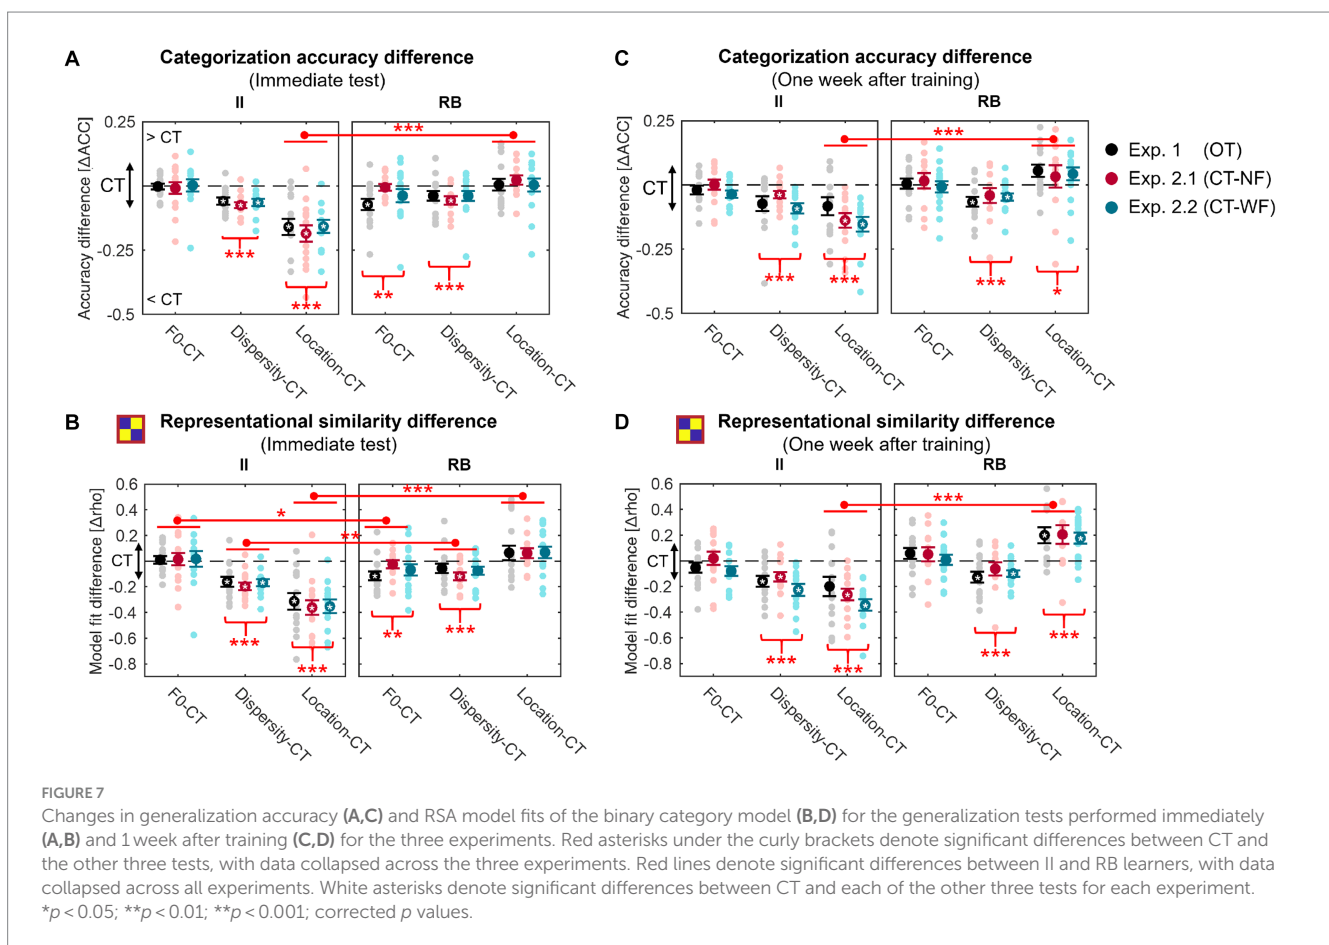 A
Categorization accuracy difference
(Immediate test)
II
RB
Accuracy difference [ΔACC]
0.25
CT
-0.25
-0.5
> CT
< CT
***
***
***
**
***
F0-CT
Dispersity-CT
Location-CT
F0-CT
Dispersity-CT
Location-CT
C
Categorization accuracy difference
(One week after training)
II
RB
Accuracy difference [ΔACC]
0.25
CT
-0.25
-0.5
***
***
***
***
*
F0-CT
Dispersity-CT
Location-CT
F0-CT
Dispersity-CT
Location-CT
Exp. 1 (OT)
Exp. 2.1 (CT-NF)
Exp. 2.2 (CT-WF)
B
Representational similarity difference
(Immediate test)
II
RB
Model fit difference [Δrho]
0.6
0.4
0.2
CT
-0.2
-0.4
-0.6
-0.8
***
*
**
***
***
**
***
F0-CT
Dispersity-CT
Location-CT
F0-CT
Dispersity-CT
Location-CT
D
Representational similarity difference
(One week after training)
II
RB
Model fit difference [Δrho]
0.6
0.4
0.2
CT
-0.2
-0.4
-0.6
-0.8
***
***
***
***
***
F0-CT
Dispersity-CT
Location-CT
F0-CT
Dispersity-CT
Location-CT
FIGURE 7
Changes in generalization accuracy (A,C) and RSA model fits of the binary category model (B,D) for the generalization tests performed immediately
(A,B) and 1 week after training (C,D) for the three experiments. Red asterisks under the curly brackets denote significant differences between CT and
the other three tests, with data collapsed across the three experiments. Red lines denote significant differences between II and RB learners, with data
collapsed across all experiments. White asterisks denote significant differences between CT and each of the other three tests for each experiment.
*p < 0.05; **p < 0.01; **p < 0.001; corrected p values.